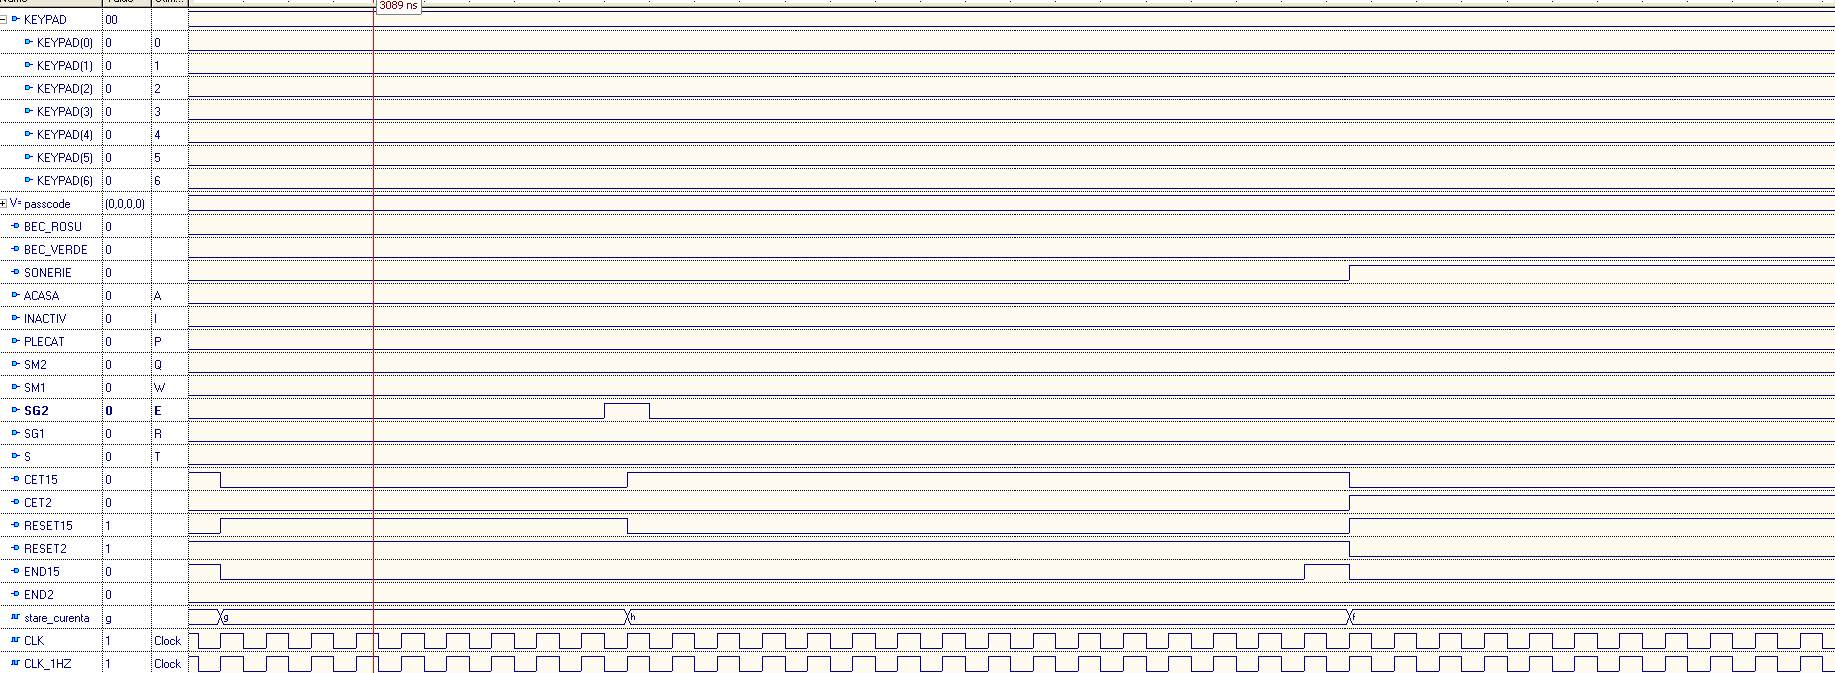 3089 ns
KEYPAD 00
KEYPAD(0) 0 0
KEYPAD(1) 0 1
KEYPAD(2) 0 2
KEYPAD(3) 0 3
KEYPAD(4) 0 4
KEYPAD(5) 0 5
KEYPAD(6) 0 6
V= passcode (0,0,0,0)
BEC_ROSU 0
BEC_VERDE 0
SONERIE 0
ACASA 0 A
INACTIV 0 I
PLECAT 0 P
SM2 0 Q
SM1 0 W
SG2 0 E
SG1 0 R
S 0 T
CET15 0
CET2 0
RESET15 1
RESET2 1
END15 0
END2 0
stare_curenta g g h f
CLK 1 Clock
CLK_1HZ 1 Clock